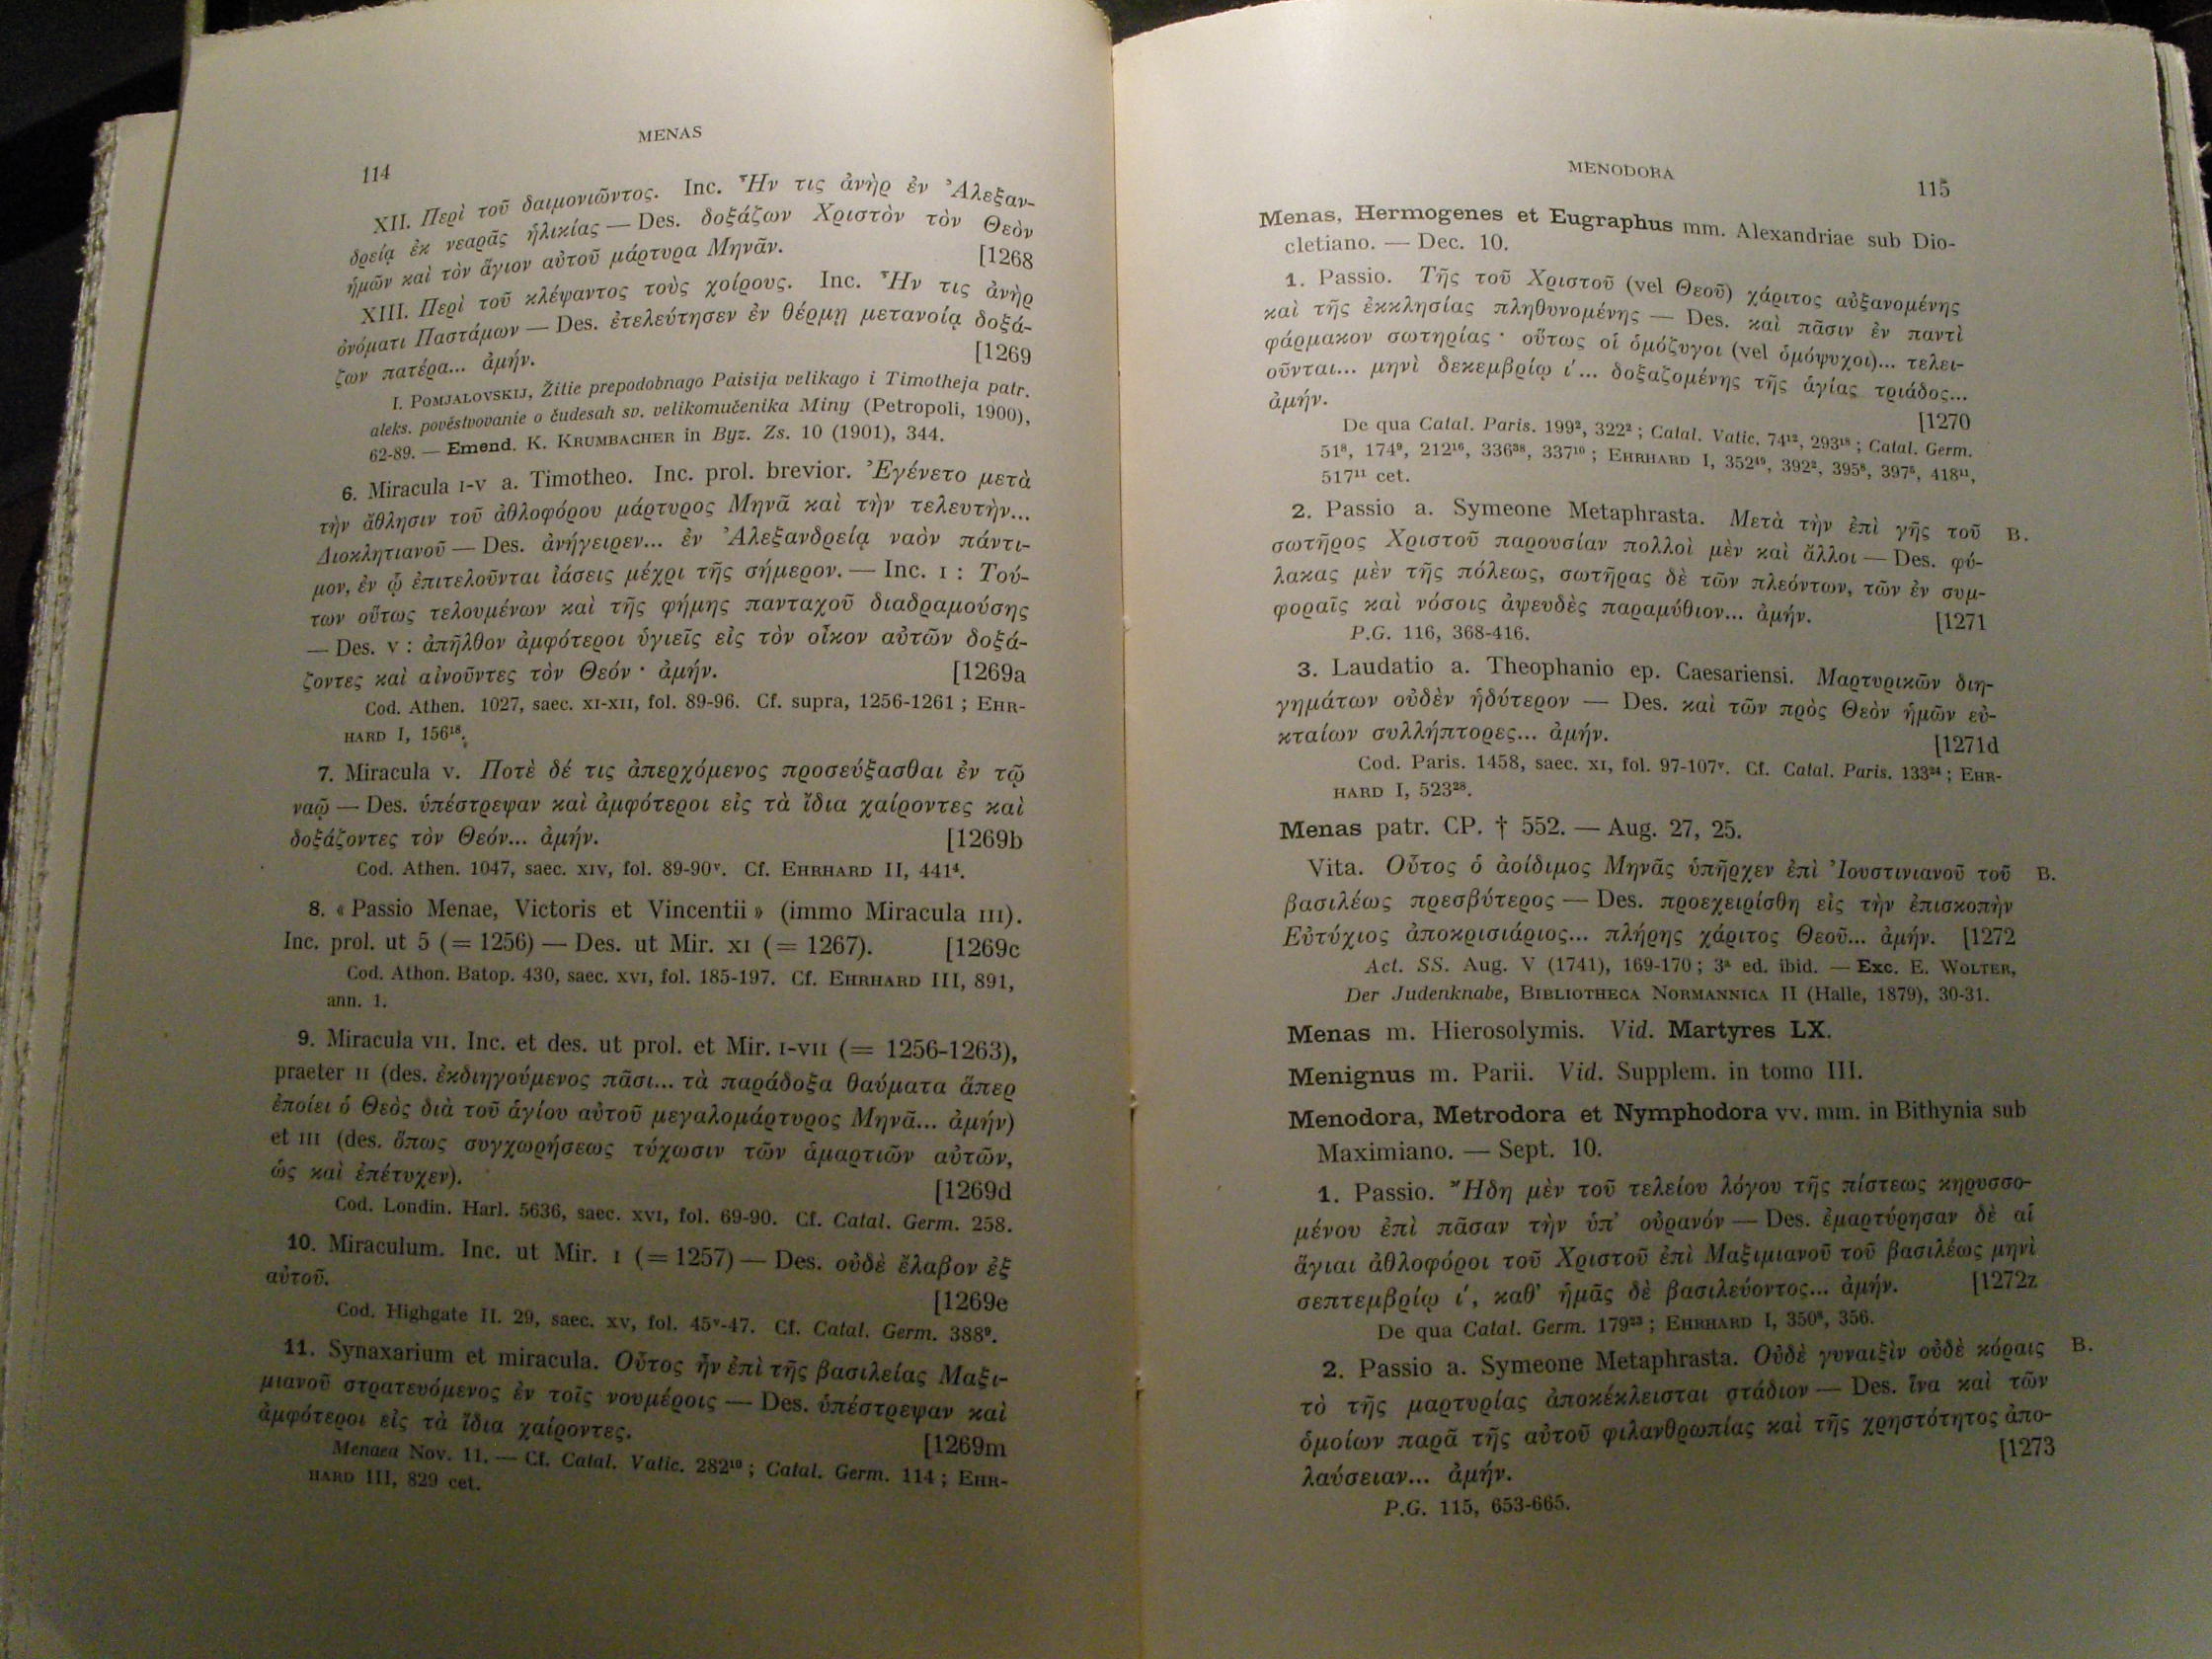 MENAS
114
XII. Περὶ τοῦ δαιμονιῶντος. Inc. Ἦν τις ἀνὴρ ἐν Ἀλεξαν-
δρείᾳ ἐκ νεαρᾶς ἡλικίας — Des. δοξάζων Χριστὸν τὸν Θεὸν
ἡμῶν καὶ τὸν ἅγιον αὐτοῦ μάρτυρα Μηνᾶν. [1268
XIII. Περὶ τοῦ κλέψαντος τοὺς χοίρους. Inc. Ἦν τις ἀνὴρ
ὀνόματι Παστάμων — Des. ἐτελεύτησεν ἐν θέρμῃ μετανοίᾳ δοξά-
ζων πατέρα... ἀμήν. [1269
I. POMJALOVSKIJ, Žitie prepodobnago Paisija velikago i Timotheja patr.
aleks. pověstvovanie o čudesah sv. velikomučenika Miny (Petropoli, 1900),
62-89. — Emend. K. KRUMBACHER in Byz. Zs. 10 (1901), 344.
6. Miracula I-V a. Timotheo. Inc. prol. brevior. Ἐγένετο μετὰ
τὴν ἄθλησιν τοῦ ἀθλοφόρου μάρτυρος Μηνᾶ καὶ τὴν τελευτὴν...
Διοκλητιανοῦ — Des. ἀνήγειρεν... ἐν Ἀλεξανδρείᾳ ναὸν πάντι-
μον, ἐν ᾧ ἐπιτελοῦνται ἰάσεις μέχρι τῆς σήμερον. — Inc. I : Τού-
των οὕτως τελουμένων καὶ τῆς φήμης πανταχοῦ διαδραμούσης
— Des. V : ἀπῆλθον ἀμφότεροι ὑγιεῖς εἰς τὸν οἶκον αὐτῶν δοξά-
ζοντες καὶ αἰνοῦντες τὸν Θεόν · ἀμήν. [1269a
Cod. Athen. 1027, saec. XI-XII, fol. 89-96. Cf. supra, 1256-1261 ; EHR-
HARD I, 156¹⁸.
7. Miracula V. Ποτὲ δέ τις ἀπερχόμενος προσεύξασθαι ἐν τῷ
ναῷ — Des. ὑπέστρεψαν καὶ ἀμφότεροι εἰς τὰ ἴδια χαίροντες καὶ
δοξάζοντες τὸν Θεόν... ἀμήν. [1269b
Cod. Athen. 1047, saec. XIV, fol. 89-90ᵛ. Cf. EHRHARD II, 441⁴.
8. « Passio Menae, Victoris et Vincentii » (immo Miracula III).
Inc. prol. ut 5 (= 1256) — Des. ut Mir. XI (= 1267). [1269c
Cod. Athon. Batop. 430, saec. XVI, fol. 185-197. Cf. EHRHARD III, 891,
ann. 1.
9. Miracula VII. Inc. et des. ut prol. et Mir. I-VII (= 1256-1263),
praeter II (des. ἐκδιηγούμενος πᾶσι... τὰ παράδοξα θαύματα ἅπερ
ἐποίει ὁ Θεὸς διὰ τοῦ ἁγίου αὐτοῦ μεγαλομάρτυρος Μηνᾶ... ἀμήν)
et III (des. ὅπως συγχωρήσεως τύχωσιν τῶν ἁμαρτιῶν αὐτῶν,
ὡς καὶ ἐπέτυχεν). [1269d
Cod. Londin. Harl. 5636, saec. XVI, fol. 69-90. Cf. Catal. Germ. 258.
10. Miraculum. Inc. ut Mir. I (= 1257) — Des. οὐδὲ ἔλαβον ἐξ
αὐτοῦ. [1269e
Cod. Highgate II. 29, saec. XV, fol. 45ᵛ-47. Cf. Catal. Germ. 388⁹.
11. Synaxarium et miracula. Οὗτος ἦν ἐπὶ τῆς βασιλείας Μαξι-
μιανοῦ στρατευόμενος ἐν τοῖς νουμέροις — Des. ὑπέστρεψαν καὶ
ἀμφότεροι εἰς τὰ ἴδια χαίροντες. [1269m
Menaea Nov. 11. — Cf. Catal. Vatic. 282¹⁰ ; Catal. Germ. 114 ; EHR-
HARD III, 829 cet.
MENODORA
115
Menas, Hermogenes et Eugraphus mm. Alexandriae sub Dio-
cletiano. — Dec. 10.
1. Passio. Τῆς τοῦ Χριστοῦ (vel Θεοῦ) χάριτος αὐξανομένης
καὶ τῆς ἐκκλησίας πληθυνομένης — Des. καὶ πᾶσιν ἐν παντὶ
φάρμακον σωτηρίας · οὕτως οἱ ὁμόζυγοι (vel ὁμόψυχοι)... τελει-
οῦνται... μηνὶ δεκεμβρίῳ ι΄... δοξαζομένης τῆς ἁγίας τριάδος...
ἀμήν. [1270
De qua Catal. Paris. 199², 322² ; Catal. Vatic. 74¹², 293¹⁸ ; Catal. Germ.
51⁸, 174⁹, 212¹⁶, 336³⁸, 337¹⁰ ; EHRHARD I, 352¹⁹, 392², 395⁸, 397⁵, 418¹¹,
517¹¹ cet.
2. Passio a. Symeone Metaphrasta. Μετὰ τὴν ἐπὶ γῆς τοῦ B.
σωτῆρος Χριστοῦ παρουσίαν πολλοὶ μὲν καὶ ἄλλοι — Des. φύ-
λακας μὲν τῆς πόλεως, σωτῆρας δὲ τῶν πλεόντων, τῶν ἐν συμ-
φοραῖς καὶ νόσοις ἀψευδὲς παραμύθιον... ἀμήν. [1271
P.G. 116, 368-416.
3. Laudatio a. Theophanio ep. Caesariensi. Μαρτυρικῶν διη-
γημάτων οὐδὲν ἡδύτερον — Des. καὶ τῶν πρὸς Θεὸν ἡμῶν εὐ-
κταίων συλλήπτορες... ἀμήν. [1271d
Cod. Paris. 1458, saec. XI, fol. 97-107ᵛ. Cf. Catal. Paris. 133²⁴ ; EHR-
HARD I, 523²⁸.
Menas patr. CP. † 552. — Aug. 27, 25.
Vita. Οὗτος ὁ ἀοίδιμος Μηνᾶς ὑπῆρχεν ἐπὶ Ἰουστινιανοῦ τοῦ B.
βασιλέως πρεσβύτερος — Des. προεχειρίσθη εἰς τὴν ἐπισκοπὴν
Εὐτύχιος ἀποκρισιάριος... πλήρης χάριτος Θεοῦ... ἀμήν. [1272
Act. SS. Aug. V (1741), 169-170 ; 3ᵃ ed. ibid. — Exc. E. WOLTER,
Der Judenknabe, BIBLIOTHECA NORMANNICA II (Halle, 1879), 30-31.
Menas m. Hierosolymis. Vid. Martyres LX.
Menignus m. Parii. Vid. Supplem. in tomo III.
Menodora, Metrodora et Nymphodora vv. mm. in Bithynia sub
Maximiano. — Sept. 10.
1. Passio. Ἤδη μὲν τοῦ τελείου λόγου τῆς πίστεως κηρυσσο-
μένου ἐπὶ πᾶσαν τὴν ὑπ' οὐρανόν — Des. ἐμαρτύρησαν δὲ αἱ
ἅγιαι ἀθλοφόροι τοῦ Χριστοῦ ἐπὶ Μαξιμιανοῦ τοῦ βασιλέως μηνὶ
σεπτεμβρίῳ ι΄, καθ' ἡμᾶς δὲ βασιλεύοντος... ἀμήν. [1272z
De qua Catal. Germ. 179²³ ; EHRHARD I, 350⁸, 356.
2. Passio a. Symeone Metaphrasta. Οὐδὲ γυναιξὶν οὐδὲ κόραις B.
τὸ τῆς μαρτυρίας ἀποκέκλεισται στάδιον — Des. ἵνα καὶ τῶν
ὁμοίων παρὰ τῆς αὐτοῦ φιλανθρωπίας καὶ τῆς χρηστότητος ἀπο-
λαύσειαν... ἀμήν. [1273
P.G. 115, 653-665.